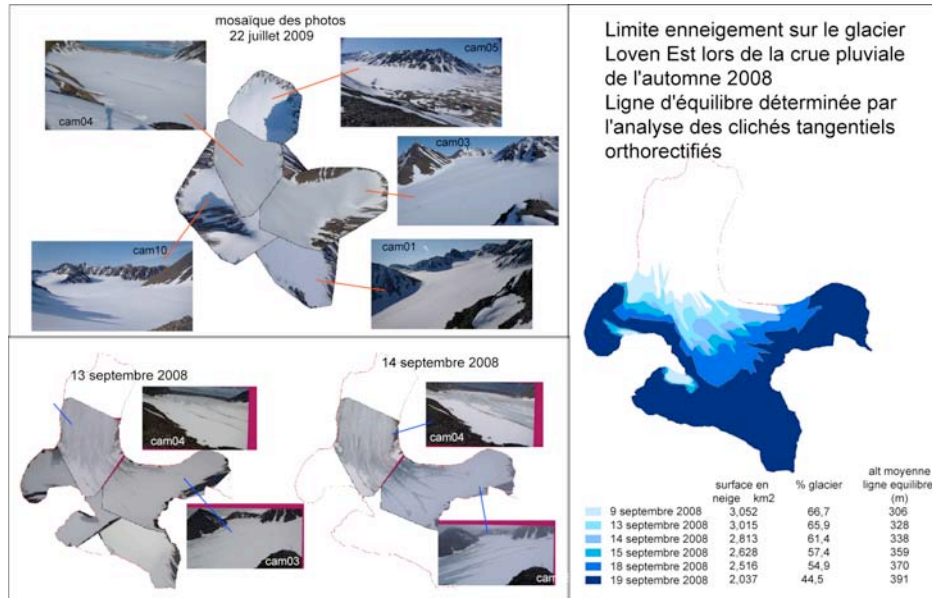 mosaïque des photos
22 juillet 2009
cam04
cam05
cam03
cam10
cam01
13 septembre 2008
cam04
cam03
14 septembre 2008
cam04
cam
Limite enneigement sur le glacier
Loven Est lors de la crue pluviale
de l'automne 2008
Ligne d'équilibre déterminée par
l'analyse des clichés tangentiels
orthorectifiés
surface en neige km2 % glacier alt moyenne ligne equilibre (m)
9 septembre 2008 3,052 66,7 306
13 septembre 2008 3,015 65,9 328
14 septembre 2008 2,813 61,4 338
15 septembre 2008 2,628 57,4 359
18 septembre 2008 2,516 54,9 370
19 septembre 2008 2,037 44,5 391